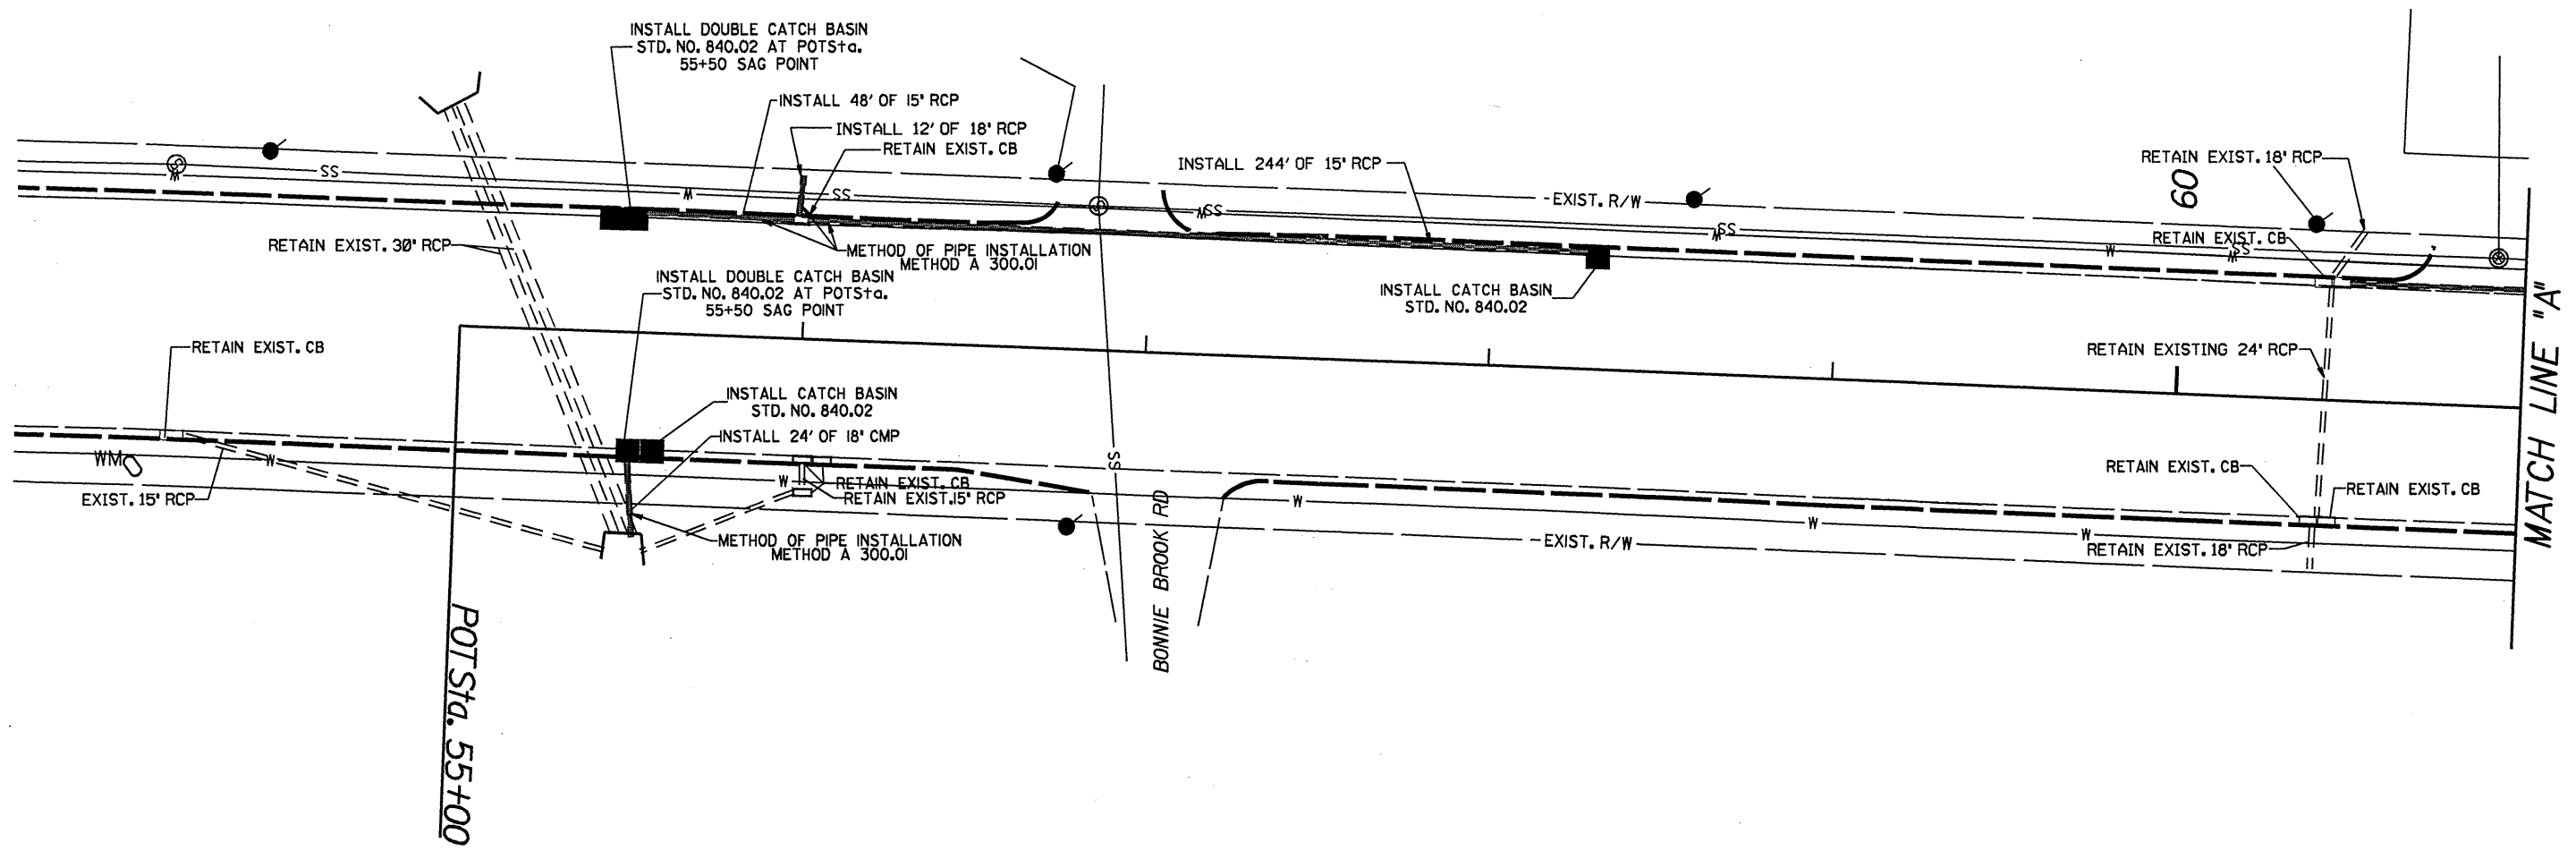 INSTALL DOUBLE CATCH BASIN
STD. NO. 840.02 AT POTSta.
55+50 SAG POINT
INSTALL 48' OF 15" RCP
INSTALL 12' OF 18" RCP
RETAIN EXIST. CB
INSTALL 244' OF 15" RCP
RETAIN EXIST. 18" RCP
60
S
SS
W
W
SS
S
W
SS
EXIST. R/W
W
SS
RETAIN EXIST. CB
W
W
SS
RETAIN EXIST. 30" RCP
METHOD OF PIPE INSTALLATION
METHOD A 300.01
INSTALL DOUBLE CATCH BASIN
STD. NO. 840.02 AT POTSta.
55+50 SAG POINT
INSTALL CATCH BASIN
STD. NO. 840.02
MATCH LINE "A"
RETAIN EXIST. CB
RETAIN EXISTING 24" RCP
INSTALL CATCH BASIN
STD. NO. 840.02
INSTALL 24' OF 18" CMP
WM
W
SS
W
RETAIN EXIST. CB
RETAIN EXIST. 15" RCP
EXIST. 15" RCP
W
RETAIN EXIST. CB
RETAIN EXIST. CB
W
W
METHOD OF PIPE INSTALLATION
METHOD A 300.01
EXIST. R/W
RETAIN EXIST. 18" RCP
BONNIE BROOK RD
POTSta. 55+00